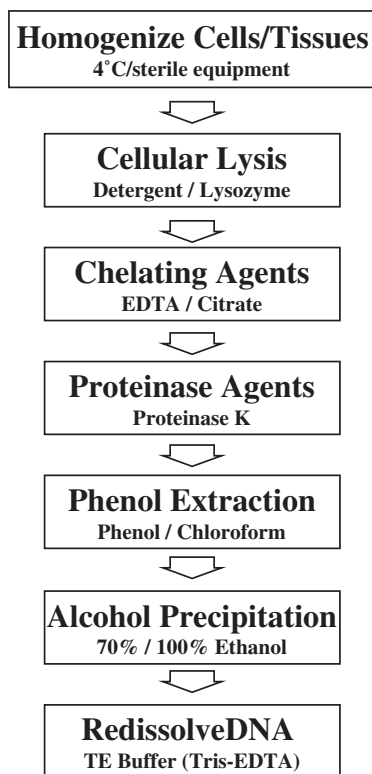 Homogenize Cells/Tissues
4˚C/sterile equipment
Cellular Lysis
Detergent / Lysozyme
Chelating Agents
EDTA / Citrate
Proteinase Agents
Proteinase K
Phenol Extraction
Phenol / Chloroform
Alcohol Precipitation
70% / 100% Ethanol
RedissolveDNA
TE Buffer (Tris-EDTA)